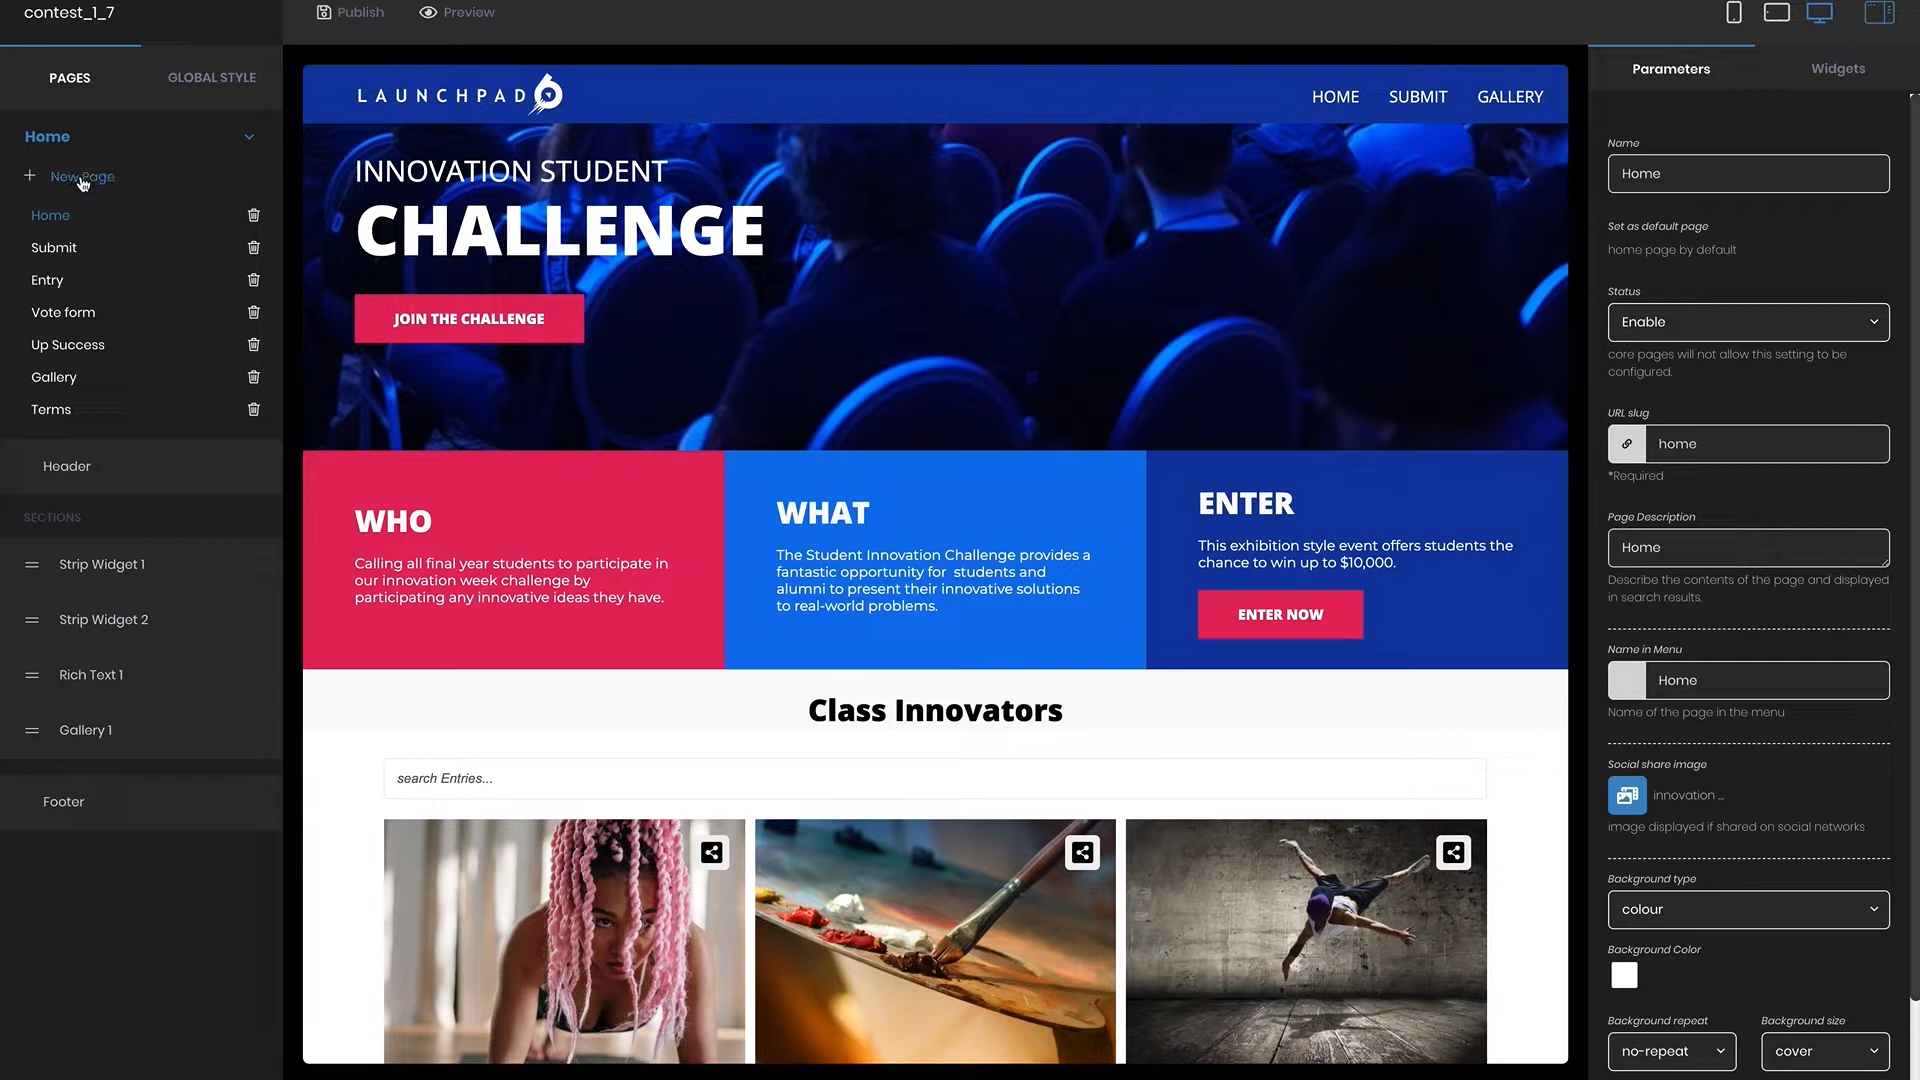 contest_1_7
Publish
Preview
PAGES
GLOBAL STYLE
Home
New Page
Home
Submit
Entry
Vote form
Up Success
Gallery
Terms
Header
SECTIONS
Strip Widget 1
Strip Widget 2
Rich Text 1
Gallery 1
Footer
LAUNCHPAD6
HOME
SUBMIT
GALLERY
INNOVATION STUDENT
CHALLENGE
JOIN THE CHALLENGE
WHO
Calling all final year students to participate in
our innovation week challenge by
participating any innovative ideas they have.
WHAT
The Student Innovation Challenge provides a
fantastic opportunity for students and
alumni to present their innovative solutions
to real-world problems.
ENTER
This exhibition style event offers students the
chance to win up to $10,000.
ENTER NOW
Class Innovators
search Entries...
Parameters
Widgets
Name
Home
Set as default page
home page by default
Status
Enable
core pages will not allow this setting to be
configured.
URL slug
home
*Required
Page Description
Home
Describe the contents of the page and displayed
in search results.
Name in Menu
Home
Name of the page in the menu
Social share image
innovation ...
image displayed if shared on social networks
Background type
colour
Background Color
Background repeat
Background size
no-repeat
cover